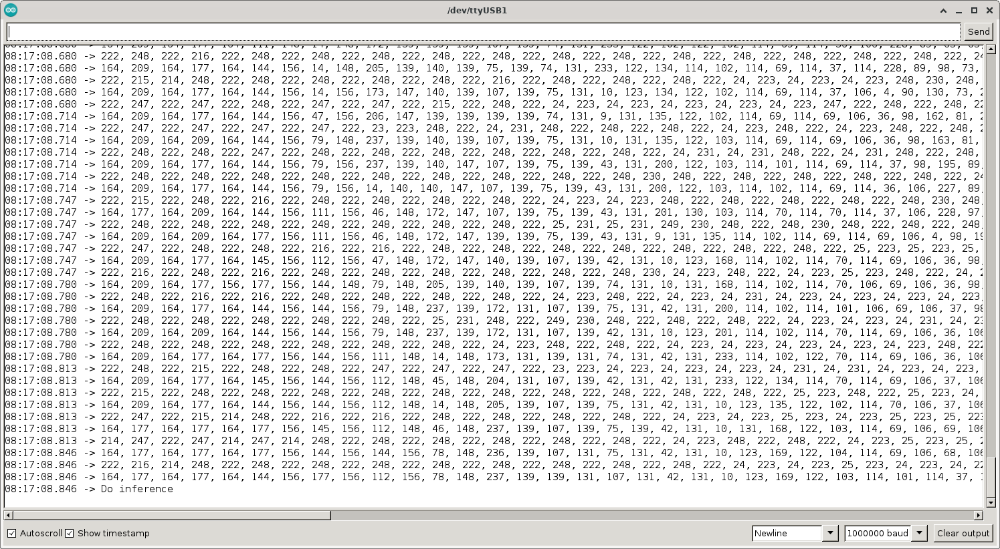 /dev/ttyUSB1
Send
08:17:08.680 -> 222, 248, 222, 216, 222, 248, 222, 248, 222, 248, 222, 248, 222, 248, 222, 248, 222, 248, 222, 248, 222, 248, 222, 248, 222, 248, 222, 248, 222, 24
08:17:08.680 -> 164, 209, 164, 177, 164, 144, 156, 14, 148, 205, 139, 140, 139, 75, 139, 74, 131, 233, 122, 134, 114, 102, 114, 69, 114, 37, 114, 228, 89, 98, 73,
08:17:08.680 -> 222, 215, 214, 248, 222, 248, 222, 248, 222, 248, 222, 248, 222, 216, 222, 248, 222, 248, 222, 248, 222, 24, 223, 24, 223, 24, 223, 248, 230, 248,
08:17:08.680 -> 164, 209, 164, 177, 164, 144, 156, 14, 156, 173, 147, 140, 139, 107, 139, 75, 131, 10, 123, 134, 122, 102, 114, 69, 114, 37, 106, 4, 90, 130, 73, 2
08:17:08.680 -> 222, 247, 222, 247, 222, 248, 222, 247, 222, 247, 222, 215, 222, 248, 222, 24, 223, 24, 223, 24, 223, 24, 223, 24, 223, 247, 222, 248, 222, 248, 22
08:17:08.714 -> 164, 209, 164, 177, 164, 144, 156, 47, 156, 206, 147, 139, 139, 139, 139, 74, 131, 9, 131, 135, 122, 102, 114, 69, 114, 69, 106, 36, 98, 162, 81, 2
08:17:08.714 -> 222, 247, 222, 247, 222, 247, 222, 247, 222, 23, 223, 248, 222, 24, 231, 248, 222, 248, 222, 248, 222, 248, 222, 24, 223, 248, 222, 24, 223, 248, 222, 248, 2
08:17:08.714 -> 164, 209, 164, 209, 164, 144, 156, 79, 148, 237, 139, 140, 139, 107, 139, 75, 131, 10, 131, 135, 122, 103, 114, 69, 114, 69, 106, 36, 98, 163, 81,
08:17:08.714 -> 222, 248, 222, 248, 222, 247, 222, 248, 222, 248, 222, 248, 222, 248, 222, 248, 222, 248, 222, 24, 231, 24, 231, 248, 222, 24, 231, 248, 222, 248,
08:17:08.714 -> 164, 209, 164, 177, 164, 144, 156, 79, 156, 237, 139, 140, 147, 107, 139, 75, 139, 43, 131, 200, 122, 103, 114, 101, 114, 69, 114, 37, 98, 195, 89,
08:17:08.714 -> 222, 248, 222, 248, 222, 248, 222, 248, 222, 248, 222, 248, 222, 248, 222, 248, 222, 248, 230, 248, 222, 248, 222, 248, 222, 248, 222, 248, 222, 24
08:17:08.714 -> 164, 209, 164, 177, 164, 144, 156, 79, 156, 14, 140, 140, 147, 107, 139, 75, 139, 43, 131, 200, 122, 103, 114, 102, 114, 69, 114, 36, 106, 227, 89,
08:17:08.747 -> 222, 215, 222, 248, 222, 216, 222, 248, 222, 248, 222, 248, 222, 248, 222, 24, 223, 24, 223, 248, 222, 248, 222, 248, 222, 248, 222, 248, 230, 248,
08:17:08.747 -> 164, 177, 164, 209, 164, 144, 156, 111, 156, 46, 148, 172, 147, 107, 139, 75, 139, 43, 131, 201, 130, 103, 114, 70, 114, 70, 114, 37, 106, 228, 97,
08:17:08.747 -> 222, 248, 222, 248, 222, 248, 222, 248, 222, 248, 222, 248, 222, 248, 222, 25, 231, 25, 231, 249, 230, 248, 222, 248, 230, 248, 222, 248, 222, 248,
08:17:08.747 -> 164, 209, 164, 209, 164, 177, 156, 111, 156, 46, 148, 172, 147, 139, 139, 75, 139, 43, 131, 9, 131, 135, 114, 102, 114, 69, 114, 69, 106, 4, 98, 19
08:17:08.747 -> 222, 247, 222, 248, 222, 248, 222, 216, 222, 216, 222, 248, 222, 248, 222, 248, 222, 248, 222, 248, 222, 248, 222, 248, 222, 25, 223, 25, 223, 25,
08:17:08.747 -> 164, 209, 164, 177, 164, 145, 156, 112, 156, 47, 148, 172, 147, 140, 139, 107, 139, 42, 131, 10, 123, 168, 114, 102, 114, 70, 114, 69, 106, 36, 98,
08:17:08.747 -> 222, 216, 222, 248, 222, 216, 222, 248, 222, 248, 222, 248, 222, 248, 222, 248, 222, 248, 230, 24, 223, 248, 222, 24, 223, 25, 223, 248, 222, 24, 2
08:17:08.780 -> 164, 209, 164, 177, 156, 177, 156, 144, 148, 79, 148, 205, 139, 140, 139, 107, 139, 74, 131, 10, 131, 168, 114, 102, 114, 70, 106, 69, 106, 36, 98,
08:17:08.780 -> 222, 248, 222, 216, 222, 216, 222, 248, 222, 248, 222, 248, 222, 248, 222, 24, 223, 248, 222, 24, 223, 24, 231, 24, 223, 24, 223, 24, 223, 24, 223,
08:17:08.780 -> 164, 209, 164, 177, 164, 144, 156, 144, 156, 79, 148, 237, 139, 172, 131, 107, 139, 75, 131, 42, 131, 200, 114, 102, 114, 101, 106, 69, 106, 37, 98
08:17:08.780 -> 222, 248, 222, 248, 222, 248, 222, 248, 222, 248, 222, 25, 231, 248, 222, 249, 230, 248, 222, 248, 222, 248, 222, 24, 223, 24, 223, 24, 231, 24, 23
08:17:08.780 -> 164, 209, 164, 209, 164, 144, 156, 144, 156, 79, 148, 237, 139, 172, 131, 107, 139, 42, 131, 10, 123, 201, 114, 102, 114, 70, 114, 69, 106, 36, 106
08:17:08.780 -> 222, 248, 222, 248, 222, 248, 222, 248, 222, 248, 222, 248, 222, 24, 223, 248, 222, 248, 222, 24, 223, 24, 223, 24, 223, 24, 223, 24, 223, 248, 222
08:17:08.780 -> 164, 209, 164, 177, 164, 177, 156, 144, 156, 111, 148, 14, 148, 173, 131, 139, 131, 74, 131, 42, 131, 233, 114, 102, 122, 70, 114, 69, 106, 36, 106
08:17:08.813 -> 222, 248, 222, 215, 222, 248, 222, 248, 222, 247, 222, 247, 222, 247, 222, 23, 223, 24, 223, 24, 223, 24, 223, 24, 231, 24, 231, 24, 223, 24, 223,
08:17:08.813 -> 164, 209, 164, 177, 164, 145, 156, 144, 156, 112, 148, 45, 148, 204, 131, 107, 139, 42, 131, 42, 131, 233, 122, 134, 114, 70, 114, 69, 106, 37, 106
08:17:08.813 -> 222, 215, 222, 248, 222, 248, 222, 248, 222, 248, 222, 248, 222, 248, 222, 248, 222, 248, 222, 248, 222, 248, 222, 25, 223, 248, 222, 25, 223, 24,
08:17:08.813 -> 164, 209, 164, 177, 164, 144, 156, 144, 156, 112, 148, 14, 148, 205, 139, 107, 139, 75, 131, 42, 131, 10, 123, 135, 122, 102, 114, 70, 106, 37, 106
08:17:08.813 -> 222, 247, 222, 215, 214, 248, 222, 216, 222, 216, 222, 248, 222, 248, 222, 248, 222, 248, 222, 24, 223, 24, 223, 25, 223, 24, 223, 25, 223, 25, 223
08:17:08.813 -> 164, 177, 164, 177, 164, 177, 156, 145, 156, 112, 148, 46, 148, 237, 139, 107, 139, 75, 139, 42, 131, 10, 131, 168, 122, 103, 114, 69, 106, 69, 106
08:17:08.813 -> 214, 247, 222, 247, 214, 247, 214, 248, 222, 248, 222, 248, 222, 248, 222, 248, 222, 248, 222, 24, 223, 248, 222, 248, 222, 24, 223, 25, 223, 25, 2
08:17:08.846 -> 164, 177, 164, 177, 164, 177, 156, 144, 156, 144, 156, 78, 148, 236, 139, 107, 131, 75, 131, 42, 131, 10, 123, 169, 122, 104, 114, 69, 106, 68, 106
08:17:08.846 -> 222, 216, 214, 248, 222, 248, 222, 248, 222, 248, 222, 248, 222, 248, 222, 248, 222, 248, 222, 248, 222, 24, 223, 24, 223, 25, 223, 24, 223, 24, 22
08:17:08.846 -> 164, 177, 164, 177, 164, 144, 156, 177, 156, 112, 156, 78, 148, 237, 139, 139, 131, 107, 131, 42, 131, 10, 123, 169, 122, 103, 114, 101, 114, 37, 1
08:17:08.846 -> Do inference
Autoscroll Show timestamp Newline 1000000 baud Clear output